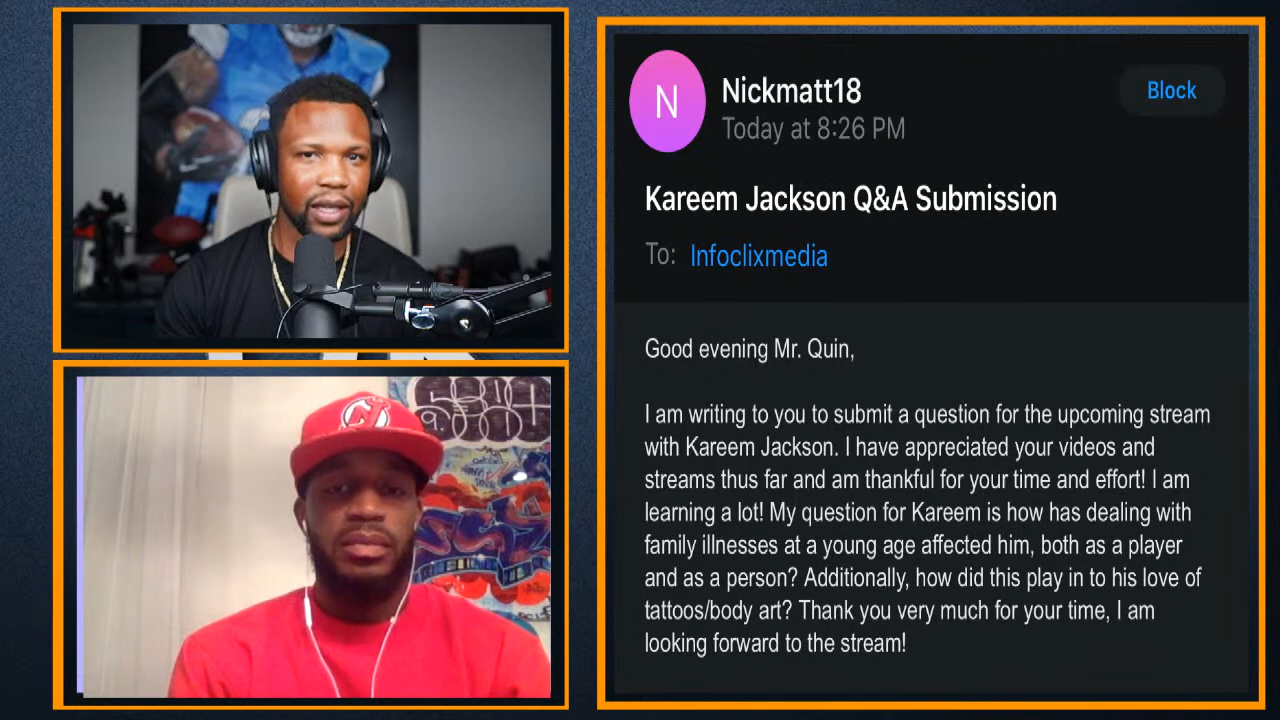 N
Nickmatt18
Block
Today at 8:26 PM
Kareem Jackson Q&A Submission
To: Infoclixmedia
Good evening Mr. Quin,
I am writing to you to submit a question for the upcoming stream
with Kareem Jackson. I have appreciated your videos and
streams thus far and am thankful for your time and effort! I am
learning a lot! My question for Kareem is how has dealing with
family illnesses at a young age affected him, both as a player
and as a person? Additionally, how did this play in to his love of
tattoos/body art? Thank you very much for your time, I am
looking forward to the stream!